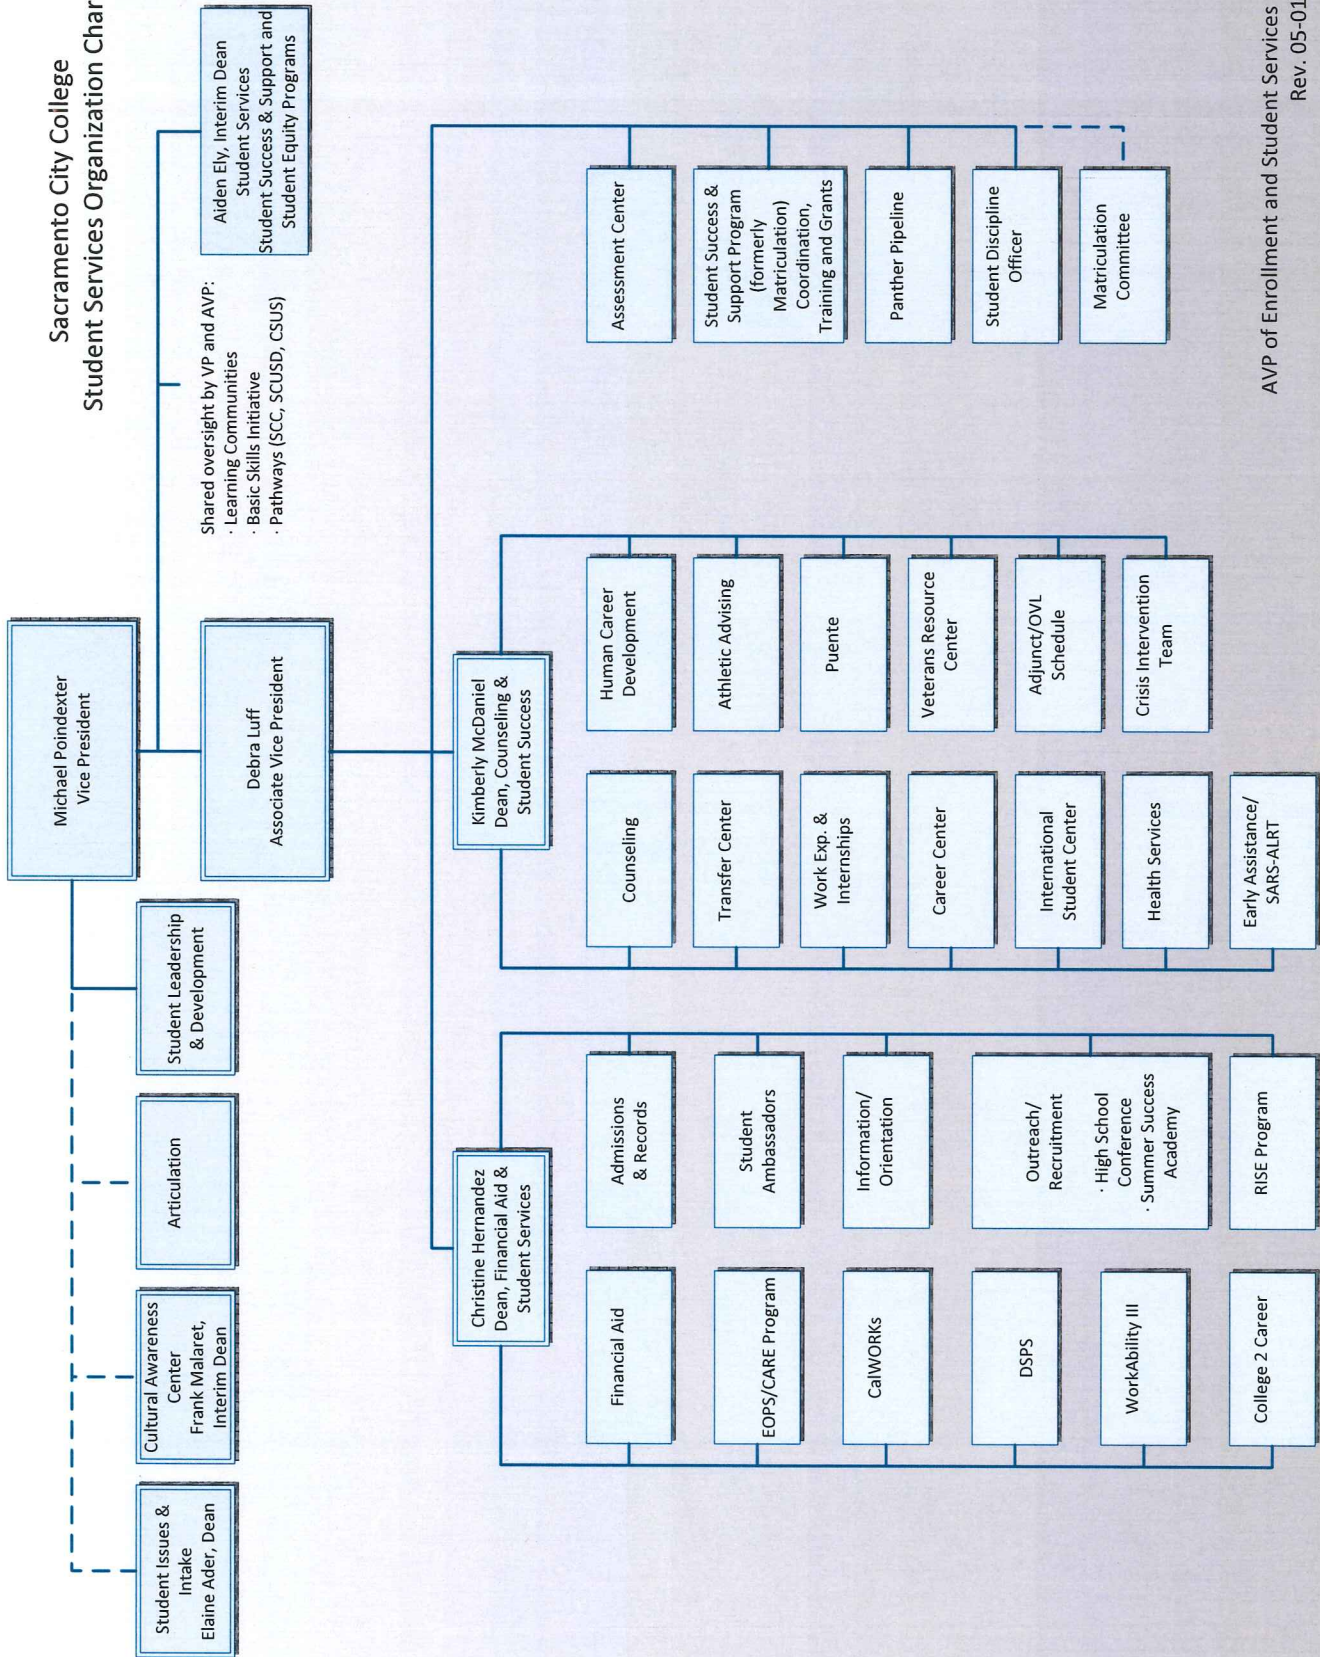 Sacramento City College
Student Services Organization Char
Michael Poindexter
Vice President
Student Issues &
Intake
Elaine Ader, Dean
Cultural Awareness
Center
Frank Malaret,
Interim Dean
Articulation
Student Leadership
& Development
Debra Luff
Associate Vice President
Shared oversight by VP and AVP:
· Learning Communities
· Basic Skills Initiative
· Pathways (SCC, SCUSD, CSUS)
Aiden Ely, Interim Dean
Student Services
Student Success & Support and
Student Equity Programs
Christine Hernandez
Dean, Financial Aid &
Student Services
Financial Aid
EOPS/CARE Program
CalWORKs
DSPS
WorkAbility III
College 2 Career
Admissions
& Records
Student
Ambassadors
Information/
Orientation
Outreach/
Recruitment
· High School
Conference
· Summer Success
Academy
RISE Program
Kimberly McDaniel
Dean, Counseling &
Student Success
Counseling
Transfer Center
Work Exp. &
Internships
Career Center
International
Student Center
Health Services
Early Assistance/
SARS-ALRT
Human Career
Development
Athletic Advising
Puente
Veterans Resource
Center
Adjunct/OVL
Schedule
Crisis Intervention
Team
Assessment Center
Student Success &
Support Program
(formerly
Matriculation)
Coordination,
Training and Grants
Panther Pipeline
Student Discipline
Officer
Matriculation
Committee
AVP of Enrollment and Student Services
Rev. 05-01